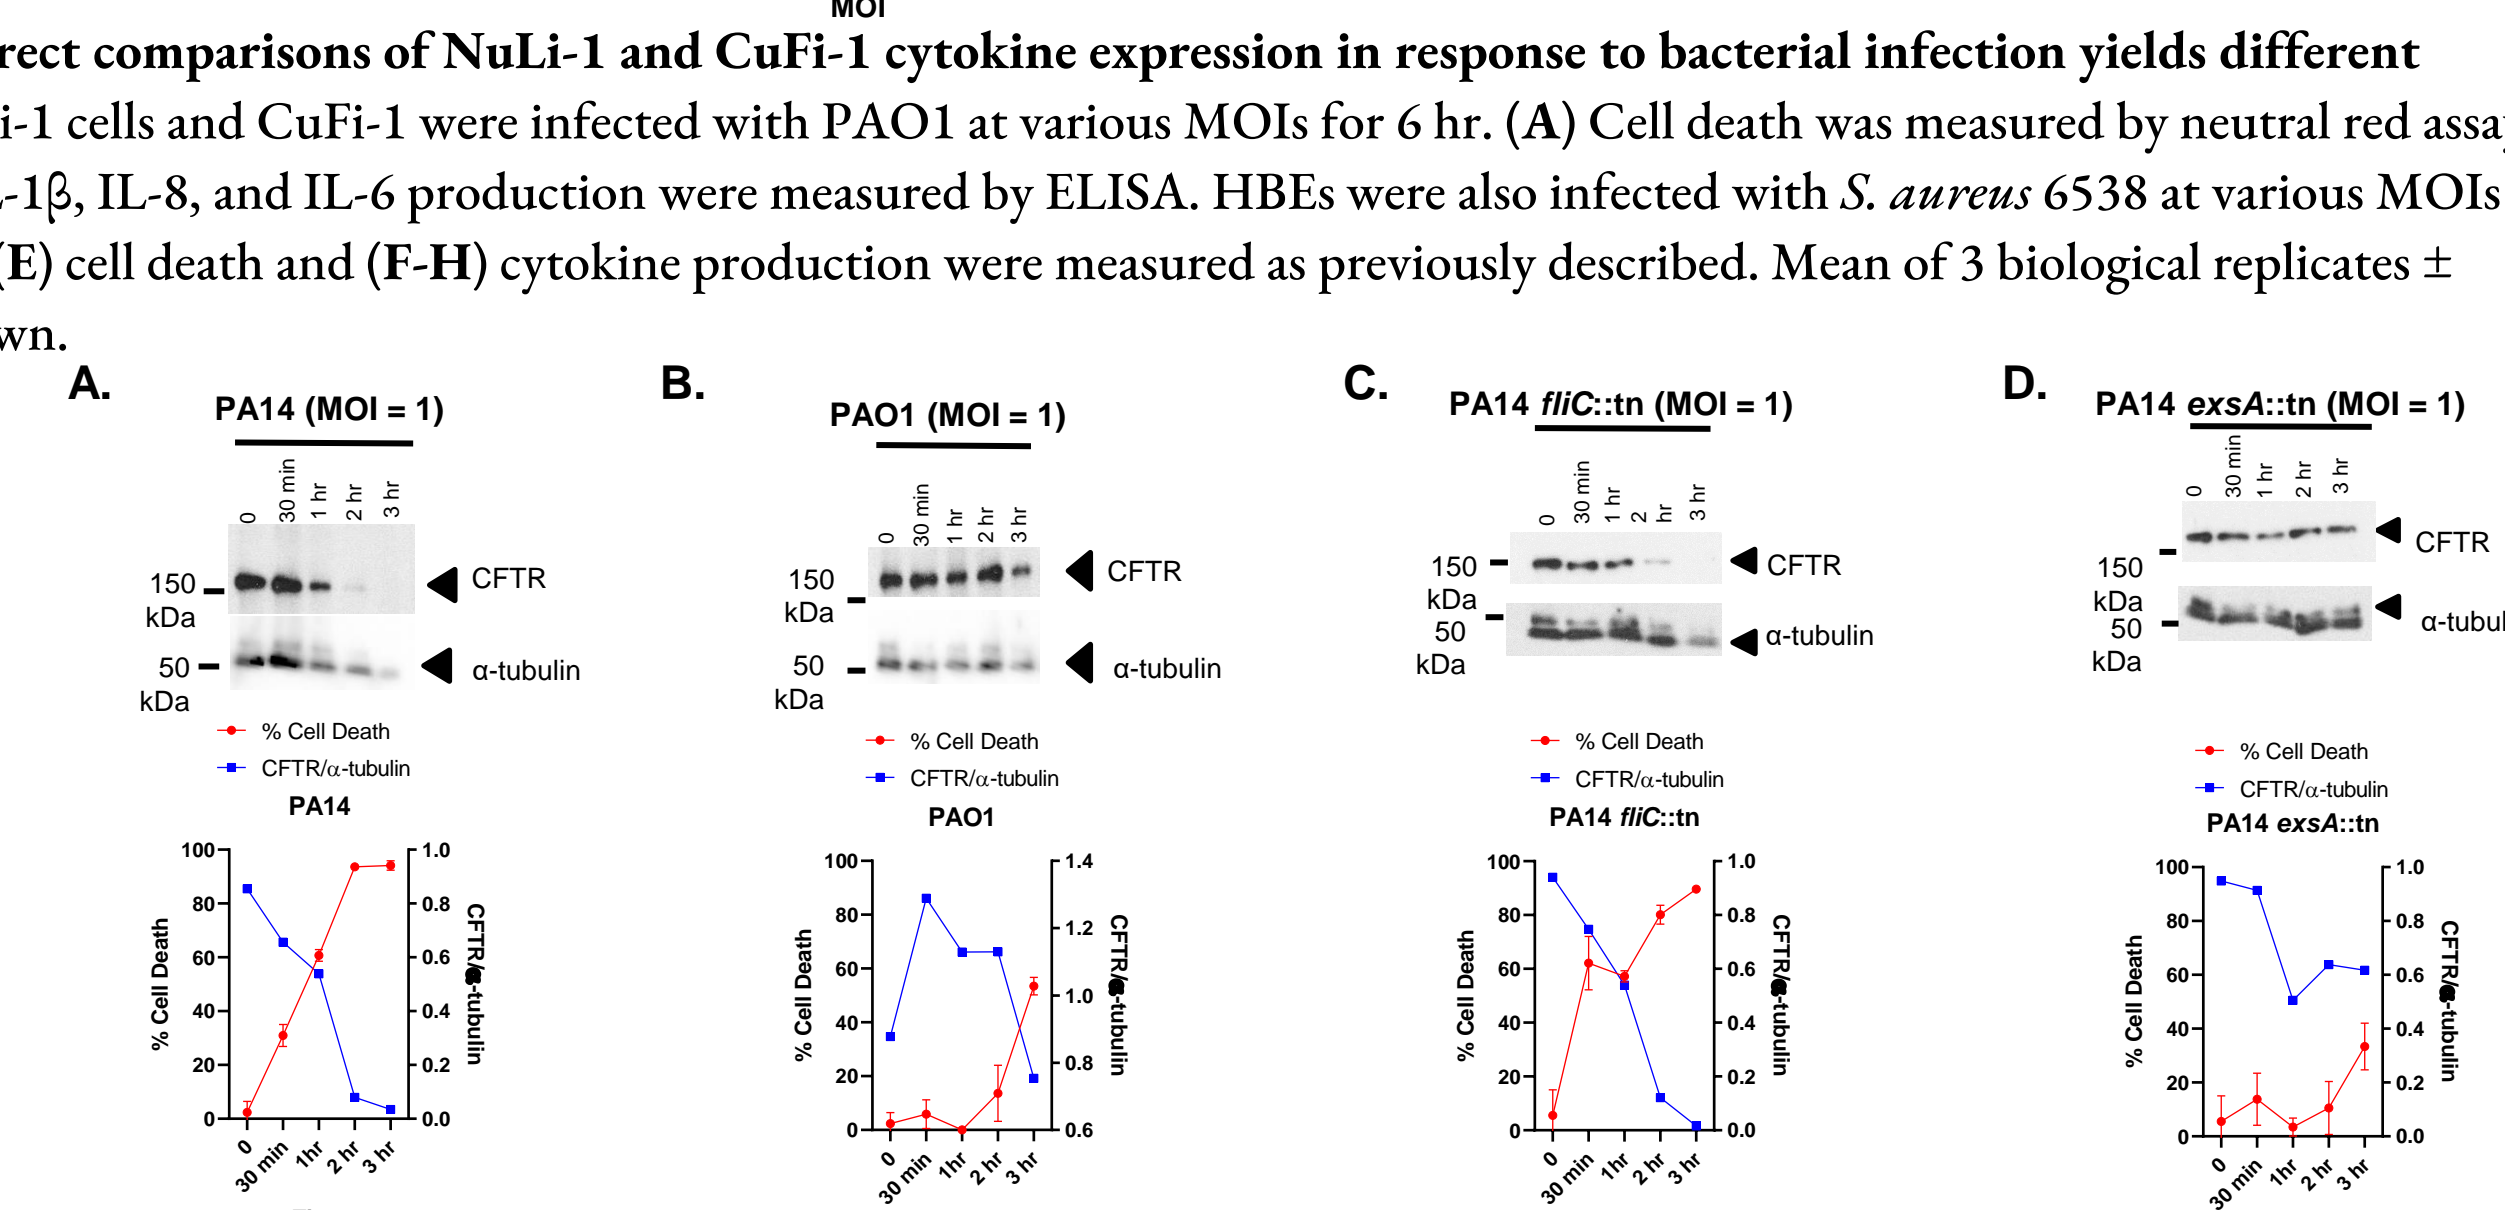 MOI
rect comparisons of NuLi-1 and CuFi-1 cytokine expression in response to bacterial infection yields different
i-1 cells and CuFi-1 were infected with PAO1 at various MOIs for 6 hr. (A) Cell death was measured by neutral red assay
-1β, IL-8, and IL-6 production were measured by ELISA. HBEs were also infected with S. aureus 6538 at various MOIs
(E) cell death and (F-H) cytokine production were measured as previously described. Mean of 3 biological replicates ±
wn.
A.
PA14 (MOI = 1)
0 30 min 1 hr 2 hr 3 hr
150 kDa
CFTR
50 kDa
α-tubulin
% Cell Death
CFTR/α-tubulin
PA14
100 80 60 40 20 0
% Cell Death
1.0 0.8 0.6 0.4 0.2 0.0
CFTR/ -tubulin
0 30 min 1hr 2 hr 3 hr
B.
PAO1 (MOI = 1)
0 30 min 1 hr 2 hr 3 hr
150 kDa
CFTR
50 kDa
α-tubulin
% Cell Death
CFTR/α-tubulin
PAO1
100 80 60 40 20 0
% Cell Death
1.4 1.2 1.0 0.8 0.6
CFTR/ -tubulin
0 30 min 1hr 2 hr 3 hr
C.
PA14 fliC::tn (MOI = 1)
0 30 min 1 hr 2 hr 3 hr
150 kDa
CFTR
50 kDa
α-tubulin
% Cell Death
CFTR/α-tubulin
PA14 fliC::tn
100 80 60 40 20 0
% Cell Death
1.0 0.8 0.6 0.4 0.2 0.0
CFTR/ -tubulin
0 30 min 1hr 2 hr 3 hr
D.
PA14 exsA::tn (MOI = 1)
0 30 min 1 hr 2 hr 3 hr
150 kDa
CFTR
50 kDa
α-tubul
% Cell Death
CFTR/α-tubulin
PA14 exsA::tn
100 80 60 40 20 0
% Cell Death
1.0 0.8 0.6 0.4 0.2 0.0
CFTR/ -tubulin
0 30 min 1hr 2 hr 3 hr